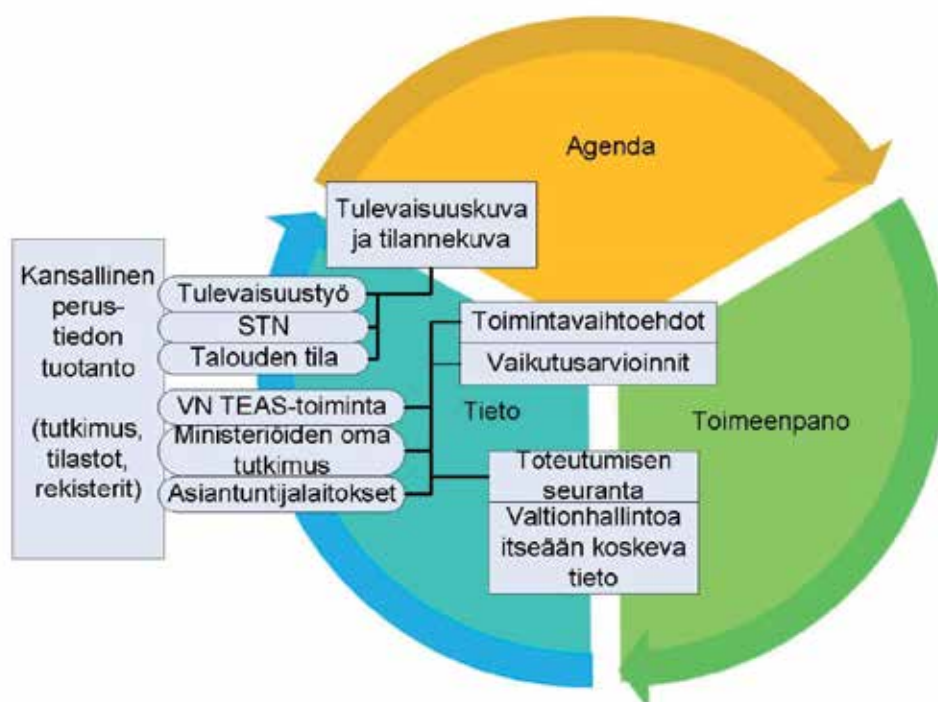 Agenda
Tulevaisuuskuva
ja tilannekuva
Kansallinen
perus-
tiedon
tuotanto
(tutkimus,
tilastot,
rekisterit)
Tulevaisuustyö
STN
Talouden tila
VN TEAS-toiminta
Ministeriöiden oma
tutkimus
Asiantuntijalaitokset
Tieto
Toimintavaihtoehdot
Vaikutusarvioinnit
Toteutumisen
seuranta
Valtionhallintoa
itseään koskeva
tieto
Toimeenpano